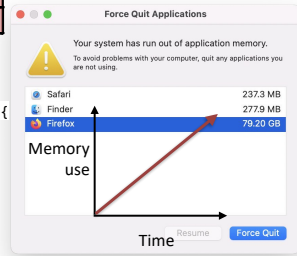 Force Quit Applications
Your system has run out of application memory.
To avoid problems with your computer, quit any applications you
are not using.
Safari 237.3 MB
{
Finder 277.9 MB
Firefox 79.20 GB
Memory
use
Time
Resume
Force Quit